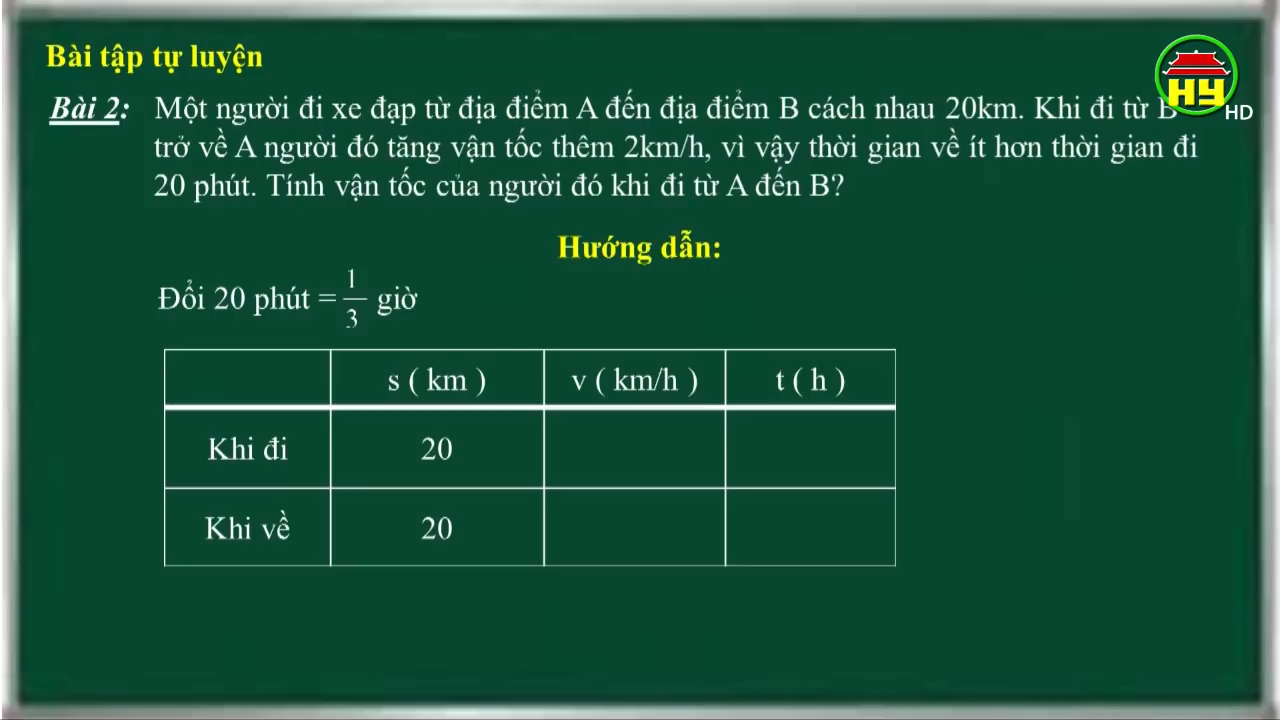 Bài tập tự luyện
HY
HD
Bài 2: Một người đi xe đạp từ địa điểm A đến địa điểm B cách nhau 20km. Khi đi từ B
trở về A người đó tăng vận tốc thêm 2km/h, vì vậy thời gian về ít hơn thời gian đi
20 phút. Tính vận tốc của người đó khi đi từ A đến B?
Hướng dẫn:
Đổi 20 phút = 1/3 giờ
s ( km ) v ( km/h ) t ( h )
Khi đi 20
Khi về 20